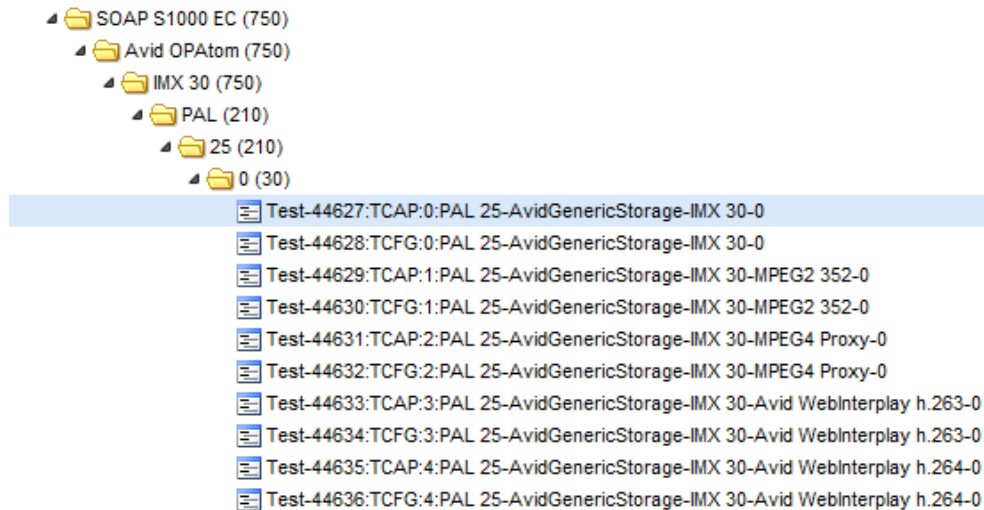 SOAP S1000 EC (750)
Avid OPAtom (750)
IMX 30 (750)
PAL (210)
25 (210)
0 (30)
Test-44627:TCAP:0:PAL 25-AvidGenericStorage-IMX 30-0
Test-44628:TCFG:0:PAL 25-AvidGenericStorage-IMX 30-0
Test-44629:TCAP:1:PAL 25-AvidGenericStorage-IMX 30-MPEG2 352-0
Test-44630:TCFG:1:PAL 25-AvidGenericStorage-IMX 30-MPEG2 352-0
Test-44631:TCAP:2:PAL 25-AvidGenericStorage-IMX 30-MPEG4 Proxy-0
Test-44632:TCFG:2:PAL 25-AvidGenericStorage-IMX 30-MPEG4 Proxy-0
Test-44633:TCAP:3:PAL 25-AvidGenericStorage-IMX 30-Avid WebInterplay h.263-0
Test-44634:TCFG:3:PAL 25-AvidGenericStorage-IMX 30-Avid WebInterplay h.263-0
Test-44635:TCAP:4:PAL 25-AvidGenericStorage-IMX 30-Avid WebInterplay h.264-0
Test-44636:TCFG:4:PAL 25-AvidGenericStorage-IMX 30-Avid WebInterplay h.264-0